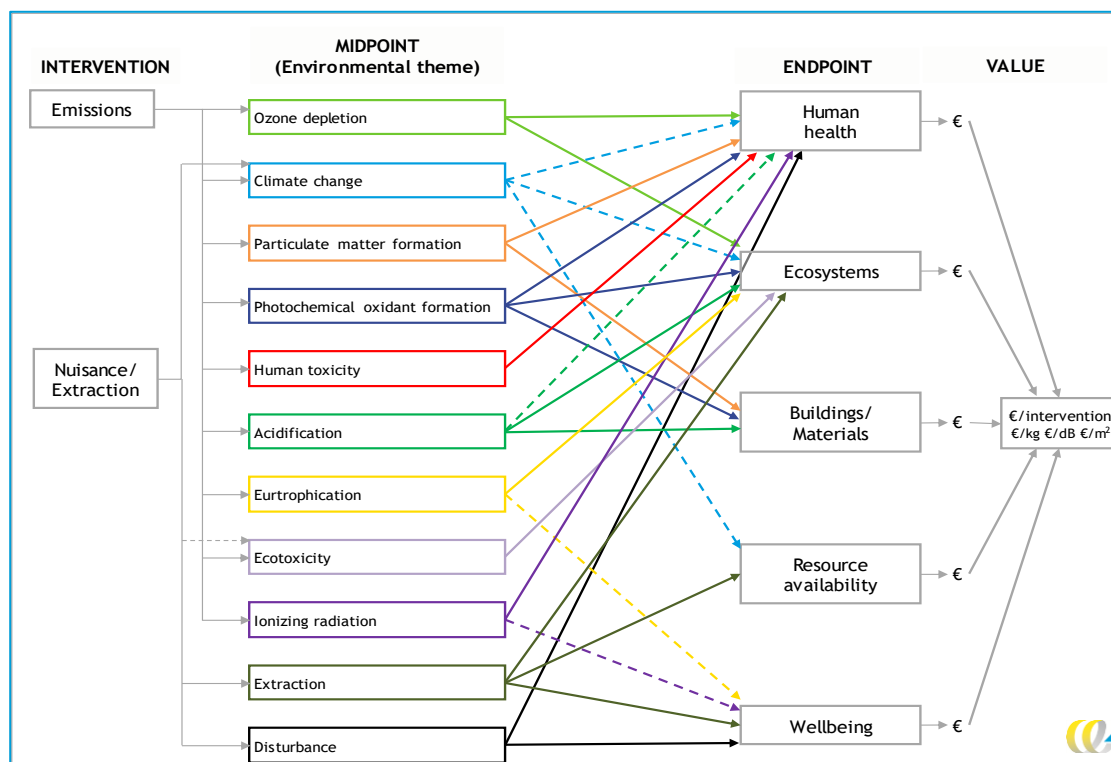 INTERVENTION
MIDPOINT
(Environmental theme)
ENDPOINT
VALUE
Emissions
Nuisance/
Extraction
Ozone depletion
Climate change
Particulate matter formation
Photochemical oxidant formation
Human toxicity
Acidification
Eurtrophication
Ecotoxicity
Ionizing radiation
Extraction
Disturbance
Human
health
Ecosystems
Buildings/
Materials
Resource
availability
Wellbeing
€
€
€
€
€
€/intervention
€/kg €/dB €/m²